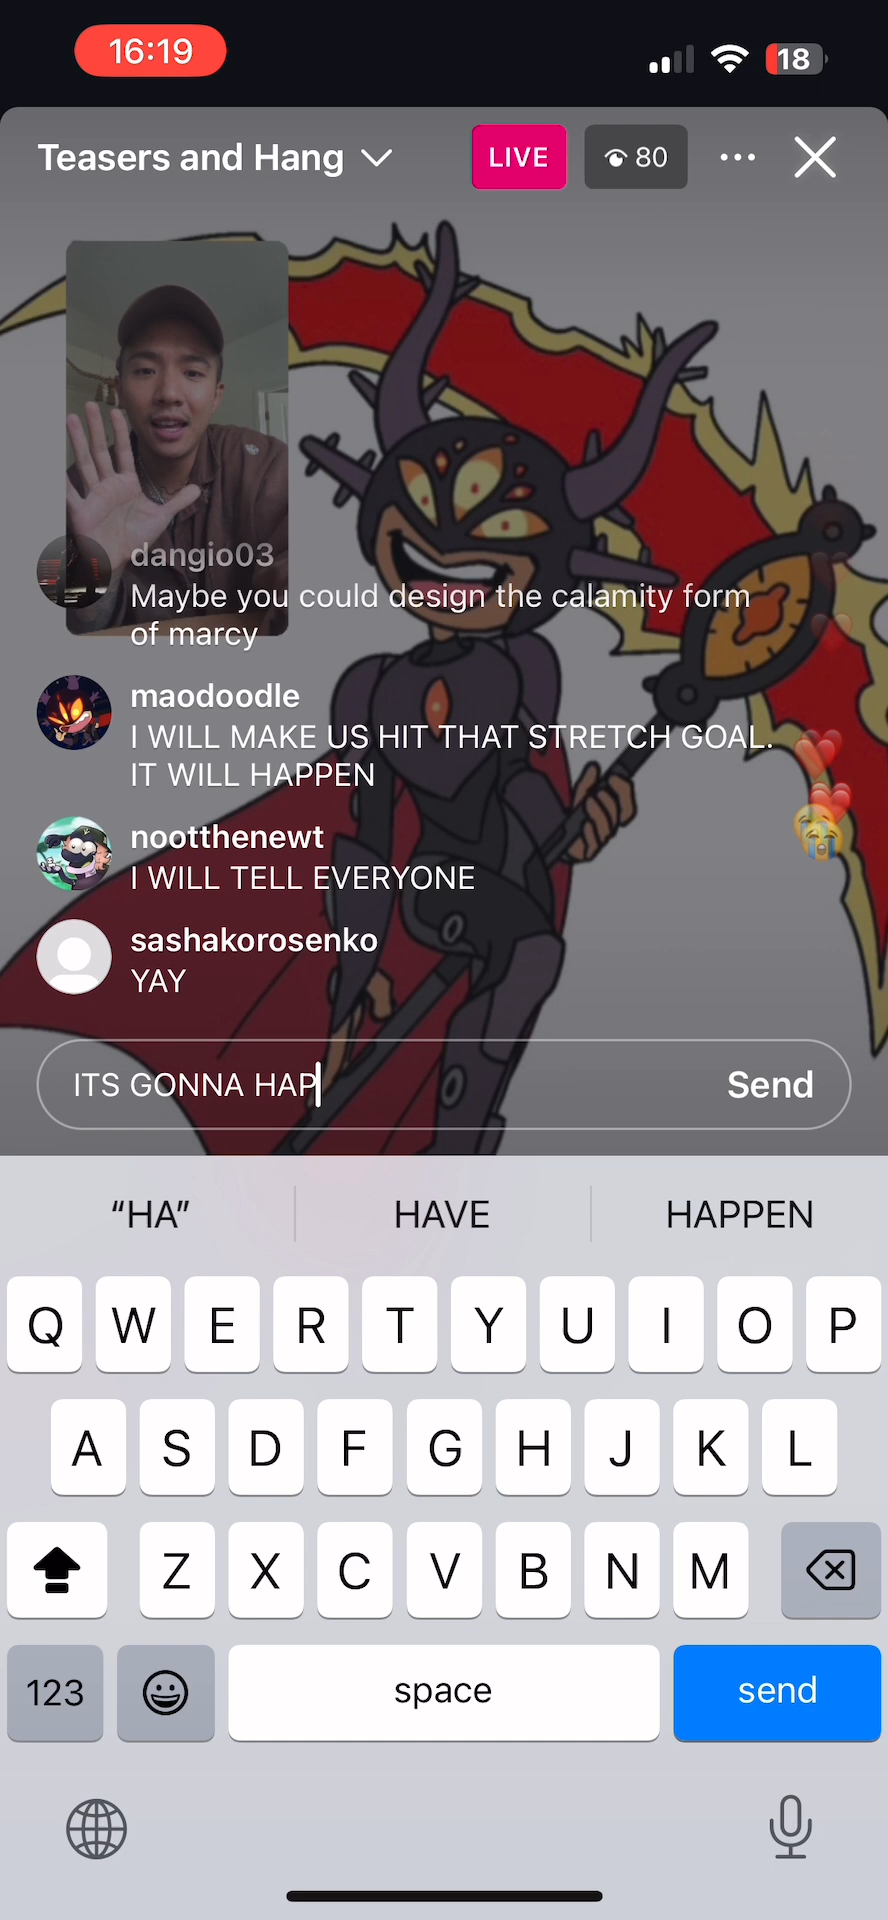 16:19
18
Teasers and Hang
LIVE
80
dangio03
Maybe you could design the calamity form
of marcy
maodoodle
I WILL MAKE US HIT THAT STRETCH GOAL.
IT WILL HAPPEN
nootthenewt
I WILL TELL EVERYONE
sashakorosenko
YAY
ITS GONNA HAP
Send
“HA”
HAVE
HAPPEN
Q W E R T Y U I O P
A S D F G H J K L
Z X C V B N M
123
space
send